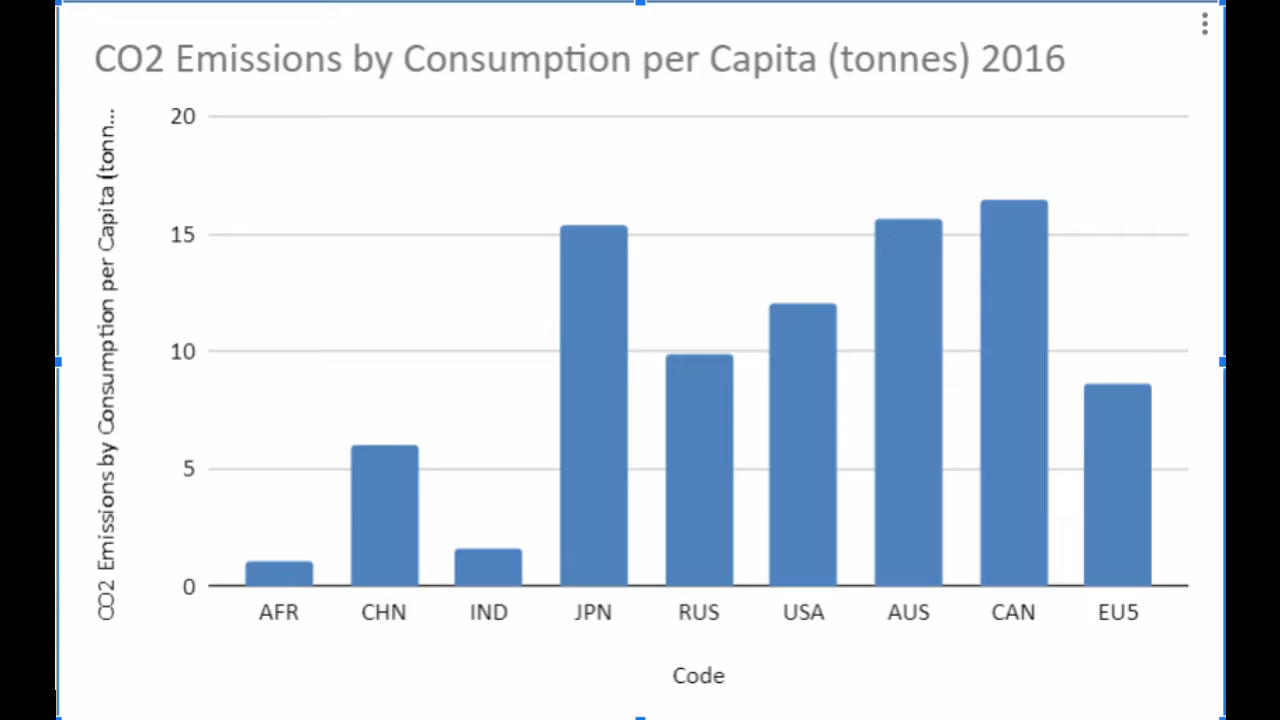 CO2 Emissions by Consumption per Capita (tonnes) 2016
CO2 Emissions by Consumption per Capita (tonn...
20
15
10
5
0
AFR CHN IND JPN RUS USA AUS CAN EU5
Code